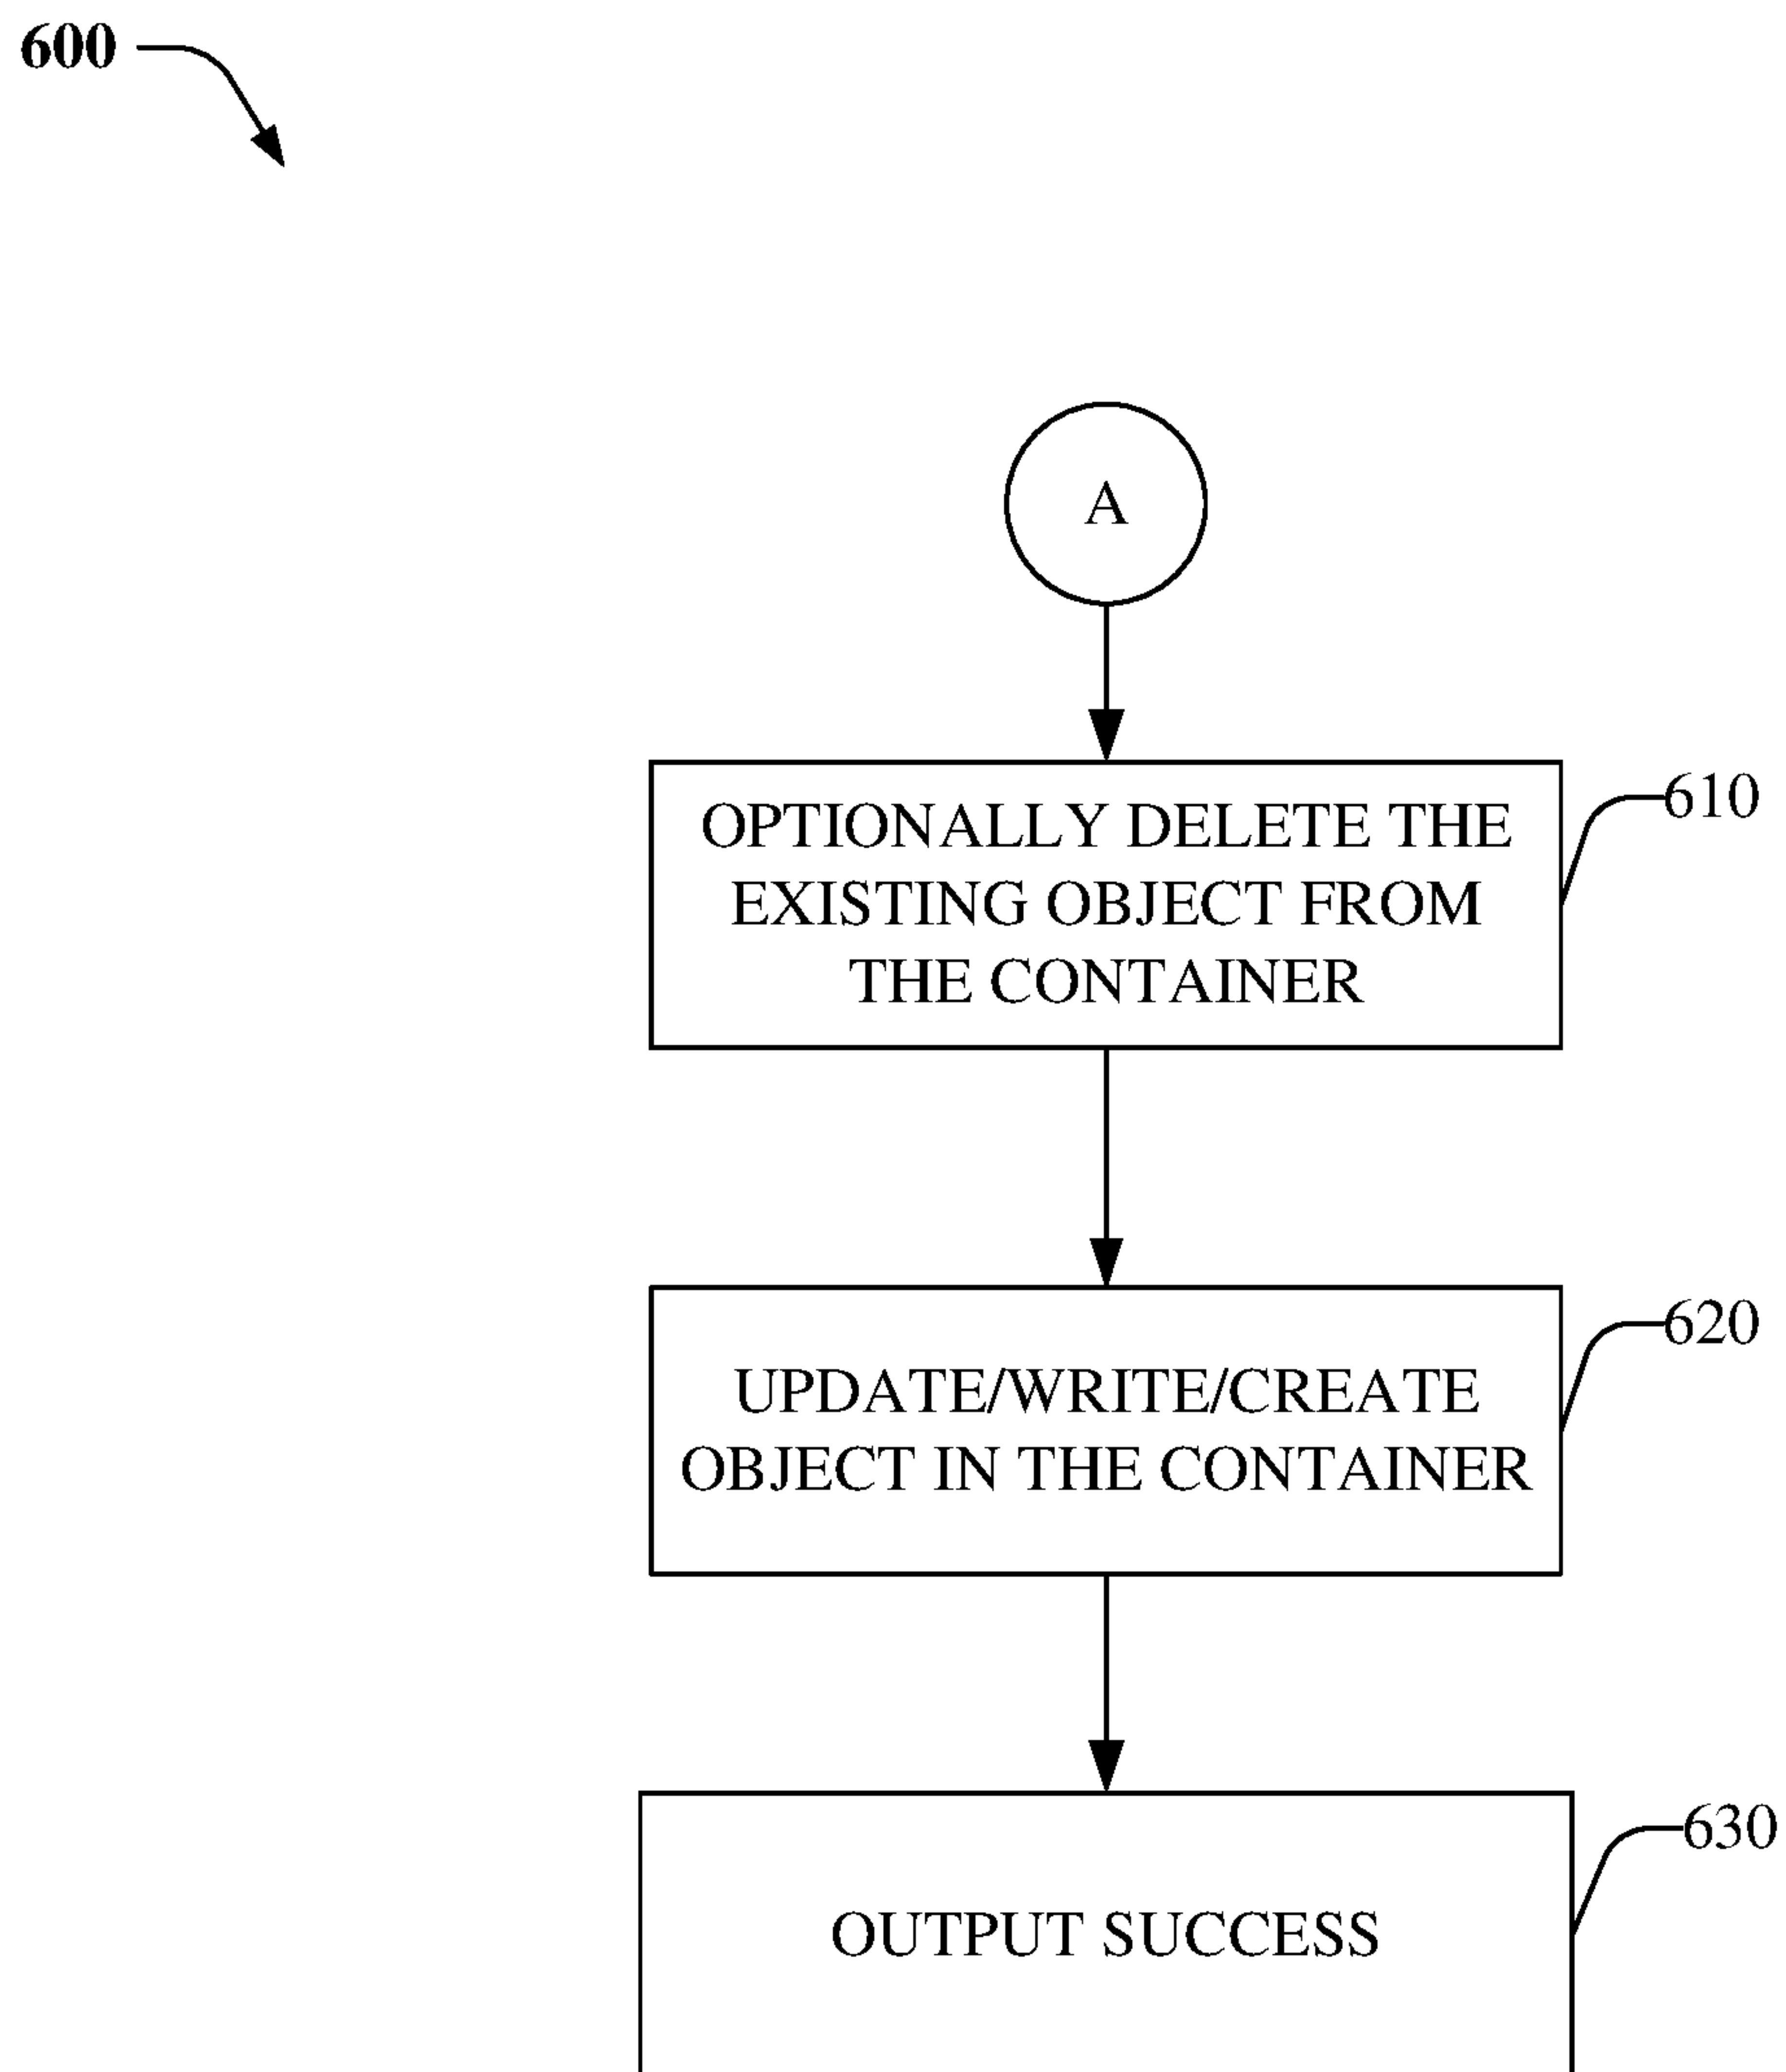 600
A
OPTIONALLY DELETE THE
EXISTING OBJECT FROM
THE CONTAINER
610
UPDATE/WRITE/CREATE
OBJECT IN THE CONTAINER
620
OUTPUT SUCCESS
630